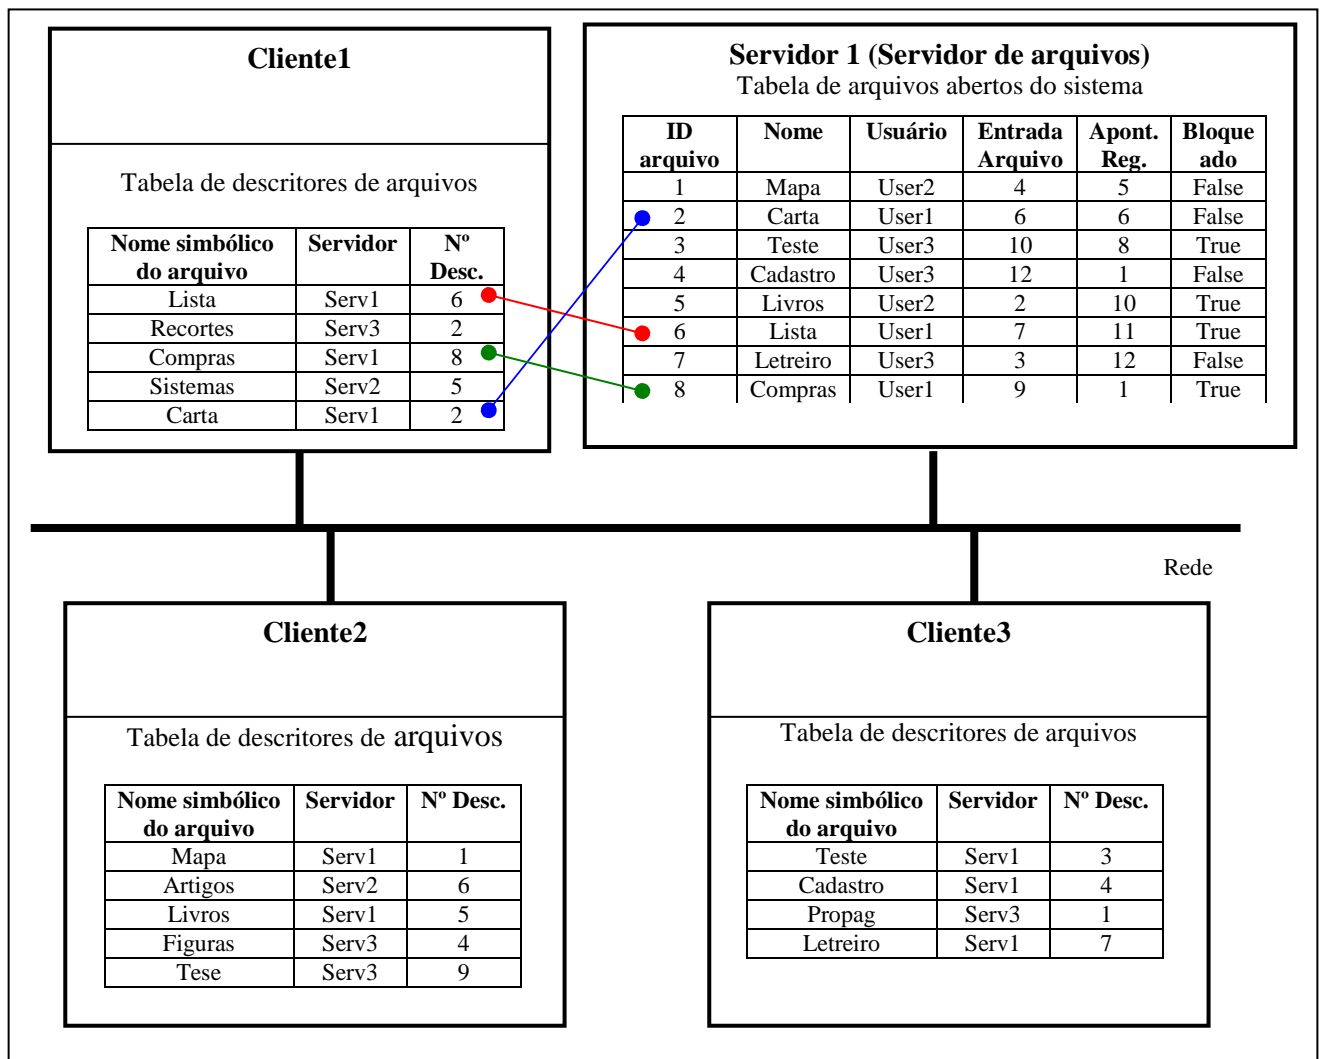 Cliente1
Tabela de descritores de arquivos
Nome simbólico do arquivo Servidor Nº Desc.
Lista Serv1 6
Recortes Serv3 2
Compras Serv1 8
Sistemas Serv2 5
Carta Serv1 2
Servidor 1 (Servidor de arquivos)
Tabela de arquivos abertos do sistema
ID arquivo Nome Usuário Entrada Arquivo Apont. Reg. Bloque ado
1 Mapa User2 4 5 False
2 Carta User1 6 6 False
3 Teste User3 10 8 True
4 Cadastro User3 12 1 False
5 Livros User2 2 10 True
6 Lista User1 7 11 True
7 Letreiro User3 3 12 False
8 Compras User1 9 1 True
Rede
Cliente2
Tabela de descritores de arquivos
Nome simbólico do arquivo Servidor Nº Desc.
Mapa Serv1 1
Artigos Serv2 6
Livros Serv1 5
Figuras Serv3 4
Tese Serv3 9
Cliente3
Tabela de descritores de arquivos
Nome simbólico do arquivo Servidor Nº Desc.
Teste Serv1 3
Cadastro Serv1 4
Propag Serv3 1
Letreiro Serv1 7